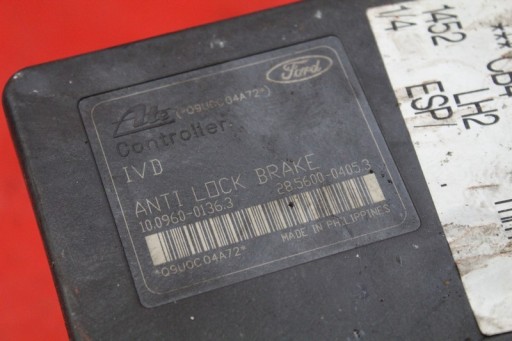 Ford
Ate *09U0C04A72*)
Controller
IVD
ANTI LOCK BRAKE
10.0960-0136.3 28.5600-0405.3
*09U0C04A72*
MADE IN PHILIPPINES
LH2
1452 ESP/
1/4